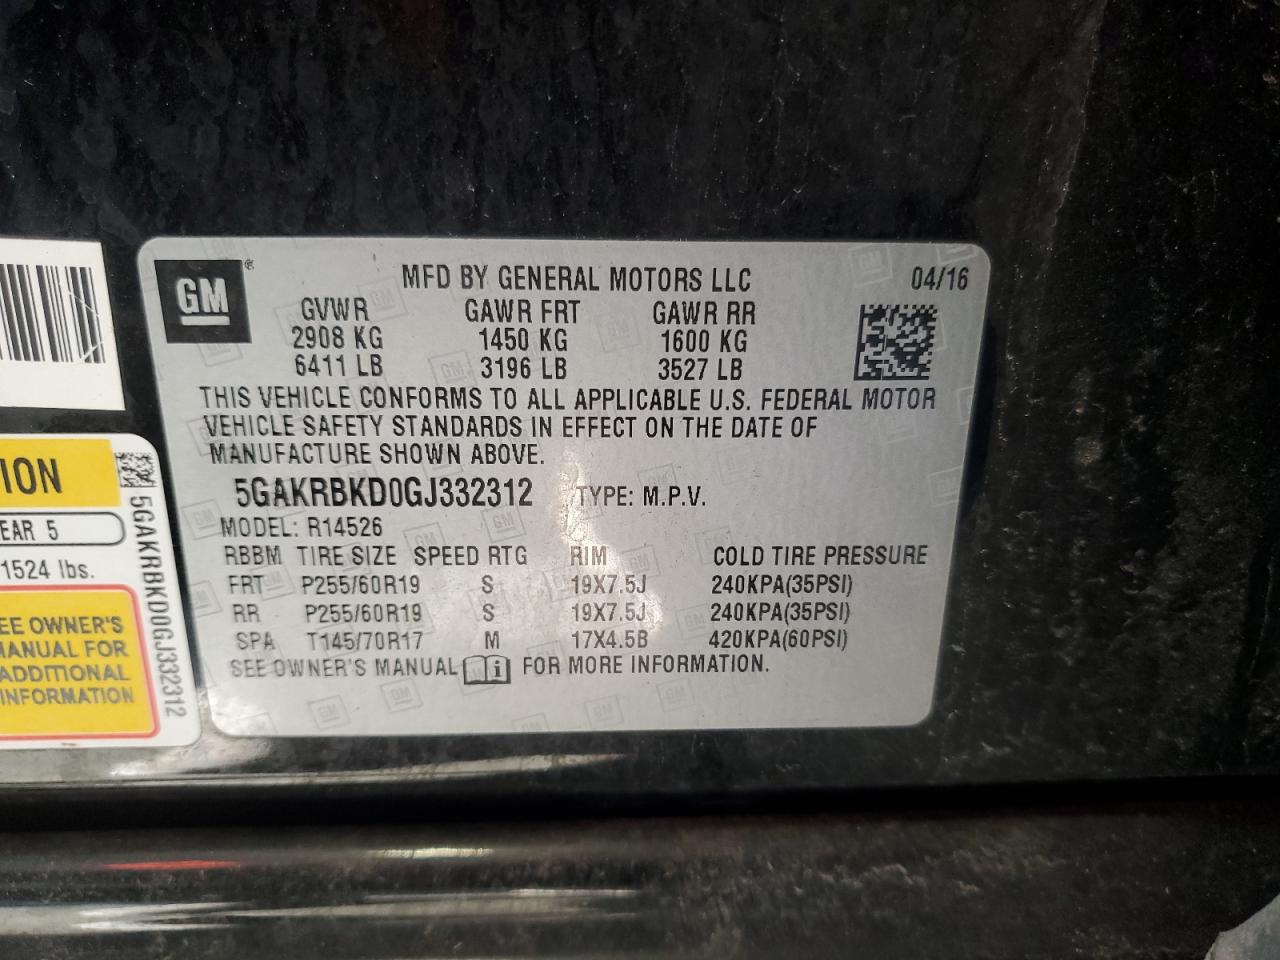 GM®
MFD BY GENERAL MOTORS LLC 04/16
GVWR GAWR FRT GAWR RR
2908 KG 1450 KG 1600 KG
6411 LB 3196 LB 3527 LB
THIS VEHICLE CONFORMS TO ALL APPLICABLE U.S. FEDERAL MOTOR
VEHICLE SAFETY STANDARDS IN EFFECT ON THE DATE OF
MANUFACTURE SHOWN ABOVE.
5GAKRBKD0GJ332312 TYPE: M.P.V.
MODEL: R14526
RBBM TIRE SIZE SPEED RTG RIM COLD TIRE PRESSURE
FRT P255/60R19 S 19X7.5J 240KPA(35PSI)
RR P255/60R19 S 19X7.5J 240KPA(35PSI)
SPA T145/70R17 M 17X4.5B 420KPA(60PSI)
SEE OWNER'S MANUAL i FOR MORE INFORMATION.
ION
EAR 5
1524 lbs.
EE OWNER'S
ANUAL FOR
ADDITIONAL
INFORMATION
5GAKRBKD0GJ332312